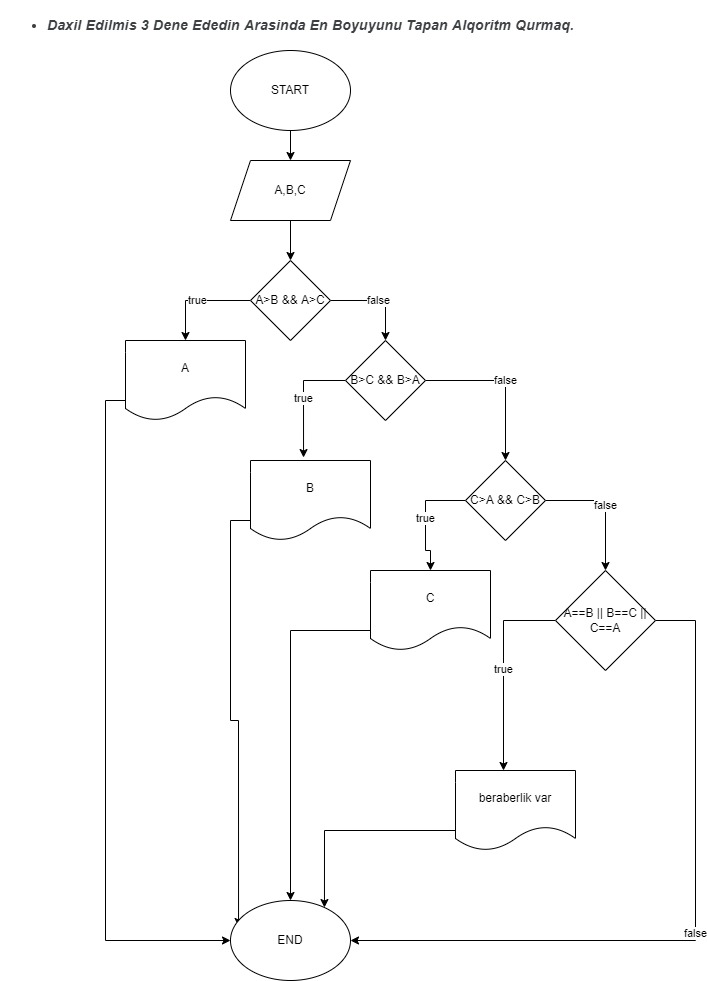 Daxil Edilmis 3 Dene Ededin Arasinda En Boyuyunu Tapan Alqoritm Qurmaq.
START
A,B,C
A>B && A>C
true
false
A
B>C && B>A
true
false
B
C>A && C>B
true
false
C
A==B || B==C ||
C==A
true
beraberlik var
false
END